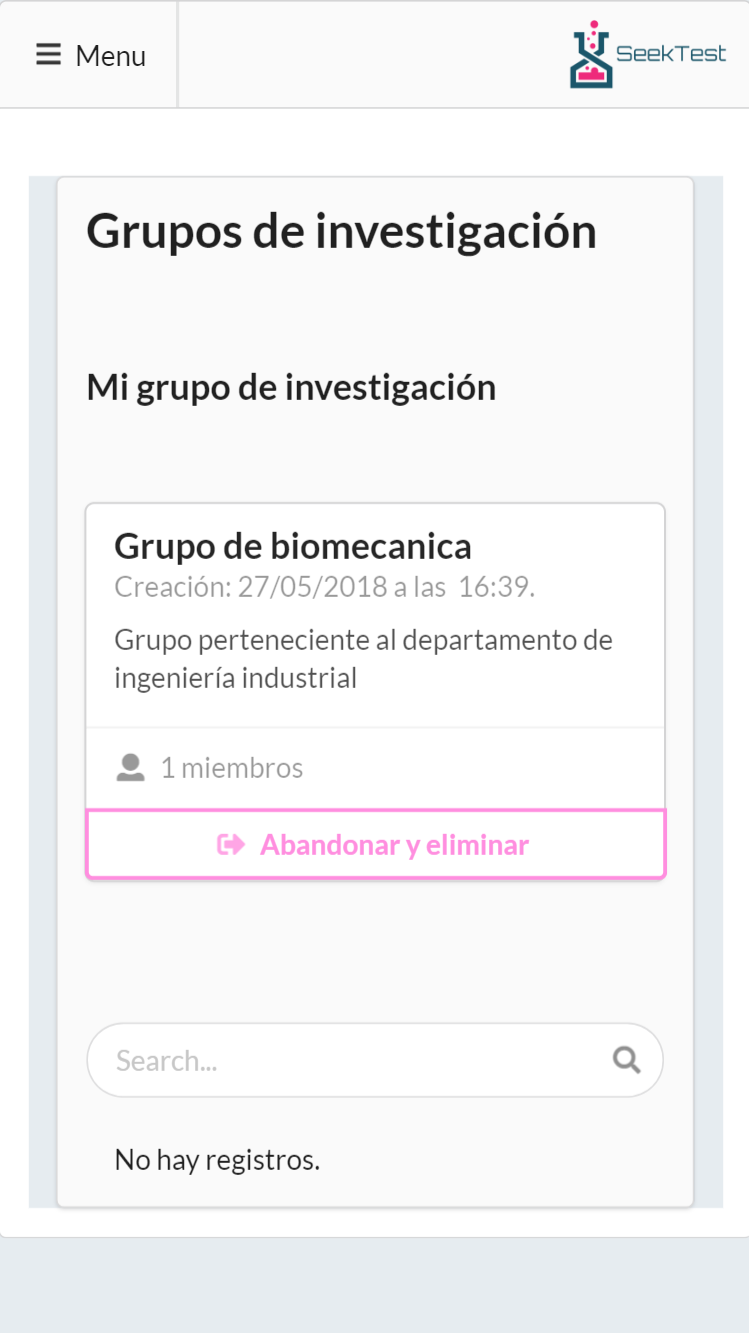 Menu
SeekTest
Grupos de investigación
Mi grupo de investigación
Grupo de biomecanica
Creación: 27/05/2018 a las 16:39.
Grupo perteneciente al departamento de
ingeniería industrial
1 miembros
Abandonar y eliminar
Search...
No hay registros.